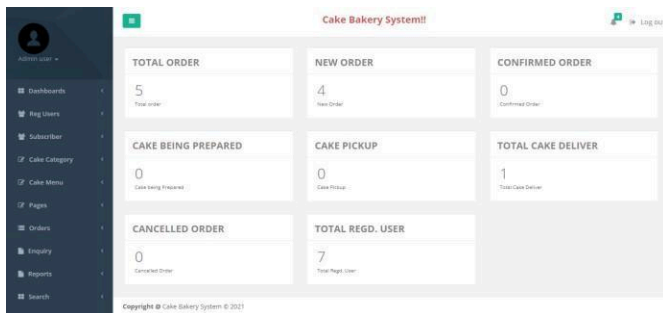 Cake Bakery System!!
4
Log out
Admin user
Dashboards
Reg Users
Subscriber
Cake Category
Cake Menu
Pages
Orders
Enquiry
Reports
Search
TOTAL ORDER
5
Total order
NEW ORDER
4
New Order
CONFIRMED ORDER
0
Confirmed Order
CAKE BEING PREPARED
0
Cake being Prepared
CAKE PICKUP
0
Cake Pickup
TOTAL CAKE DELIVER
1
Total Cake Deliver
CANCELLED ORDER
0
Cancelled Order
TOTAL REGD. USER
7
Total Regd. User
Copyright @ Cake Bakery System © 2021